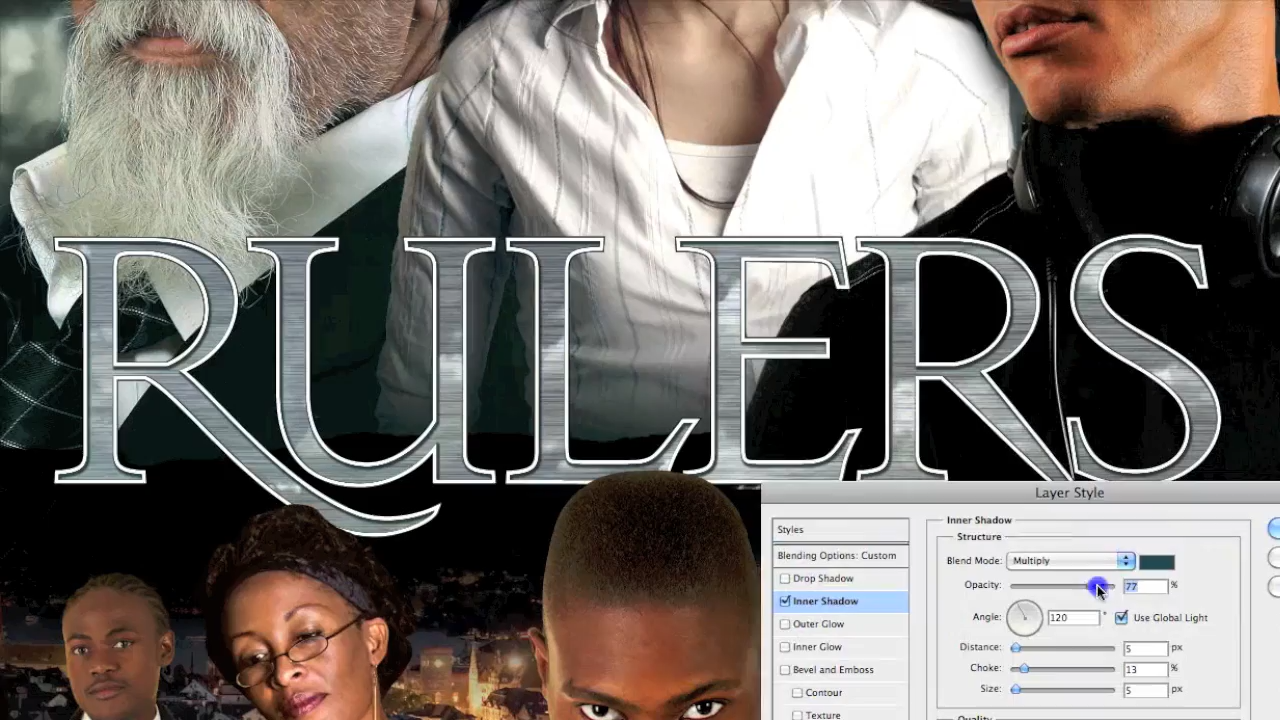 RULERS
Layer Style
Styles
Blending Options: Custom
Drop Shadow
Inner Shadow
Outer Glow
Inner Glow
Bevel and Emboss
Contour
Texture
Inner Shadow
Structure
Blend Mode: Multiply
Opacity: 77 %
Angle: 120 ° Use Global Light
Distance: 5 px
Choke: 13 %
Size: 5 px
Quality